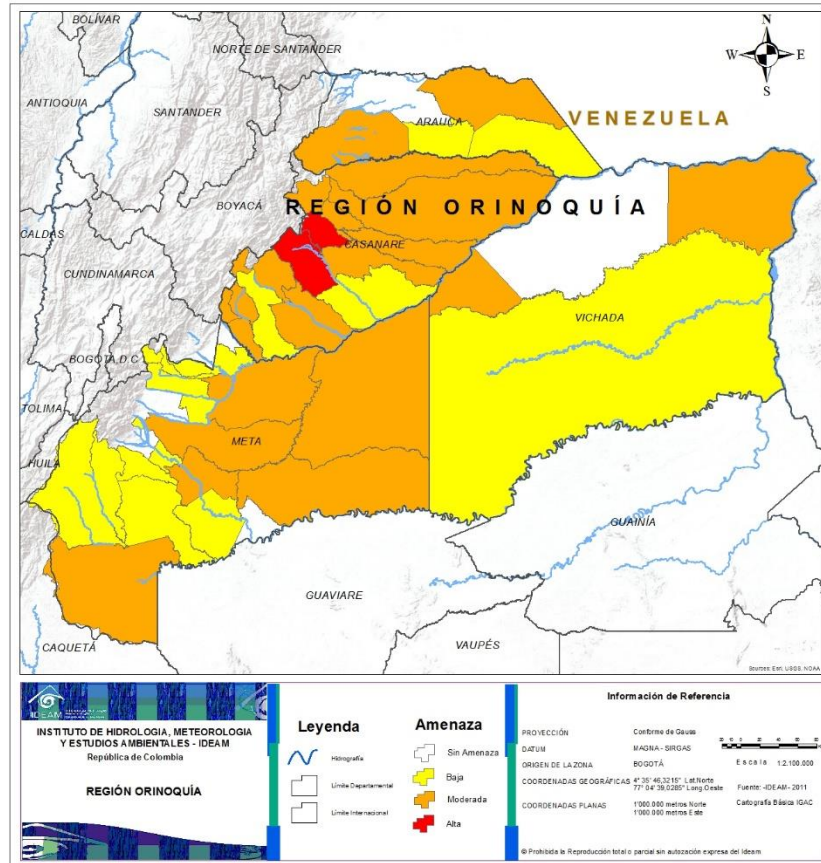 BOLÍVAR
NORTE DE SANTANDER
N
W E
S
ANTIOQUIA
SANTANDER
ARAUCA
VENEZUELA
BOYACÁ
REGIÓN ORINOQUÍA
CALDAS
CASANARE
CUNDINAMARCA
VICHADA
BOGOTÁ D.C
TOLIMA
META
HUILA
GUAINÍA
GUAVIARE
CAQUETÁ
VAUPÉS
Sources: Esri, USGS, NOAA
IDEAM
INSTITUTO DE HIDROLOGIA, METEOROLOGIA
Y ESTUDIOS AMBIENTALES - IDEAM
República de Colombia
REGIÓN ORINOQUÍA
Leyenda
Hidrografía
Límite Departamental
Límite Internacional
Amenaza
Sin Amenaza
Baja
Moderada
Alta
Información de Referencia
PROYECCIÓN Conforme de Gauss
DATUM MAGNA - SIRGAS
ORIGEN DE LA ZONA BOGOTÁ
COORDENADAS GEOGRÁFICAS 4° 35' 46,3215" Lat.Norte
77° 04' 39,0285" Long.Oeste
COORDENADAS PLANAS 1'000.000 metros Norte
1'000.000 metros Este
Escala 1:2.100.000
Fuente: -IDEAM- 2011
Cartografía Básica IGAC
© Prohibida la Reproducción total o parcial sin autozación expresa del Ideam